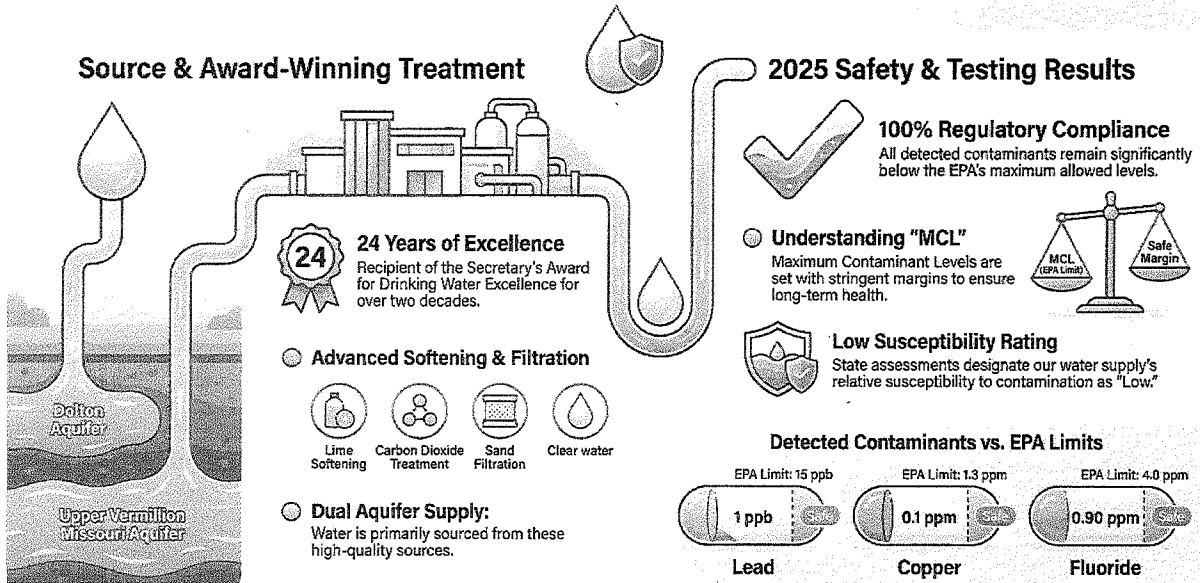 Source & Award-Winning Treatment
24
24 Years of Excellence
Recipient of the Secretary's Award
for Drinking Water Excellence for
over two decades.
Advanced Softening & Filtration
Lime
Softening
Carbon Dioxide
Treatment
Sand
Filtration
Clear water
Dual Aquifer Supply:
Water is primarily sourced from these
high-quality sources.
Dolton
Aquifer
Upper Vermillion
Missouri Aquifer
2025 Safety & Testing Results
100% Regulatory Compliance
All detected contaminants remain significantly
below the EPA's maximum allowed levels.
Understanding "MCL"
Maximum Contaminant Levels are
set with stringent margins to ensure
long-term health.
MCL
(EPA Limit)
Safe
Margin
Low Susceptibility Rating
State assessments designate our water supply's
relative susceptibility to contamination as "Low."
Detected Contaminants vs. EPA Limits
EPA Limit: 15 ppb
1 ppb
Safe
Lead
EPA Limit: 1.3 ppm
0.1 ppm
Safe
Copper
EPA Limit: 4.0 ppm
0.90 ppm
Safe
Fluoride